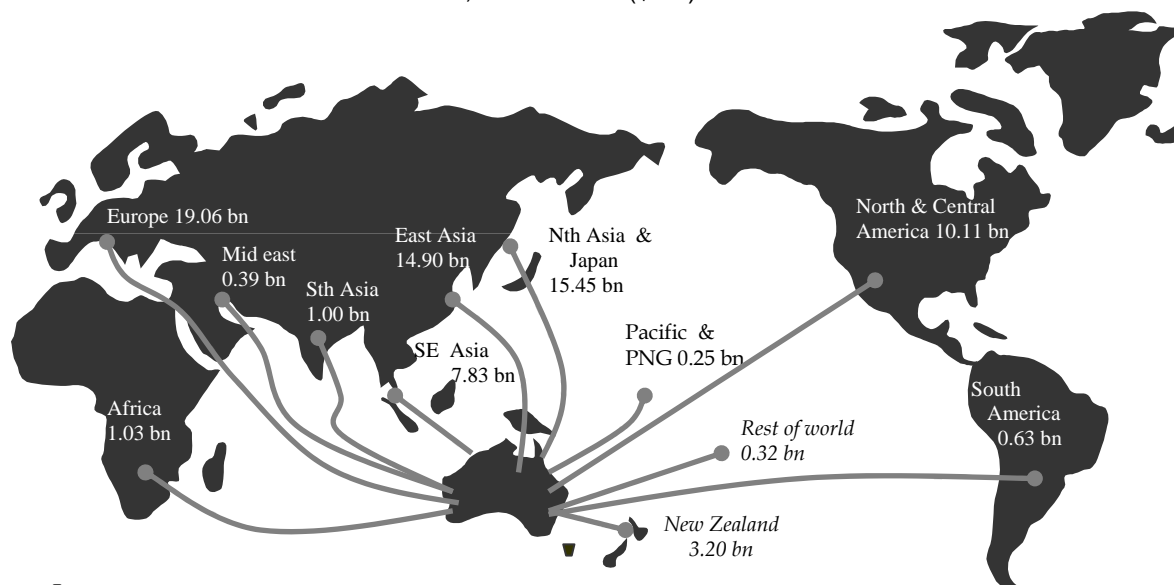 Europe 19.06 bn
Mid east
0.39 bn
Sth Asia
1.00 bn
East Asia
14.90 bn
Nth Asia &
Japan
15.45 bn
SE Asia
7.83 bn
Pacific &
PNG 0.25 bn
North & Central
America 10.11 bn
Africa
1.03 bn
South
America
0.63 bn
Rest of world
0.32 bn
New Zealand
3.20 bn